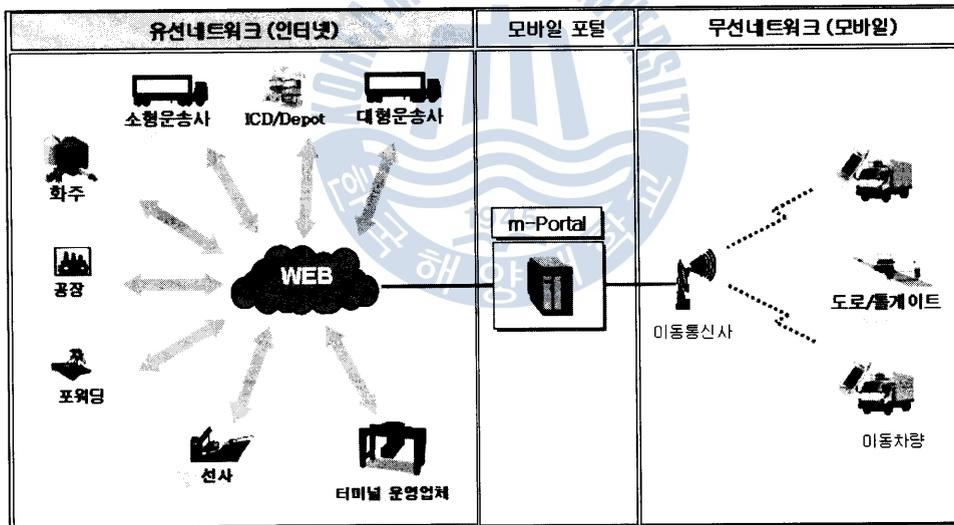 유선네트워크 (인터넷)
모바일 포털
무선네트워크 (모바일)
소형운송사
ICD/Depot
대형운송사
화주
공장
포워딩
선사
터미널 운영업체
WEB
m-Portal
이동통신사
도로/톨게이트
이동차량
1945